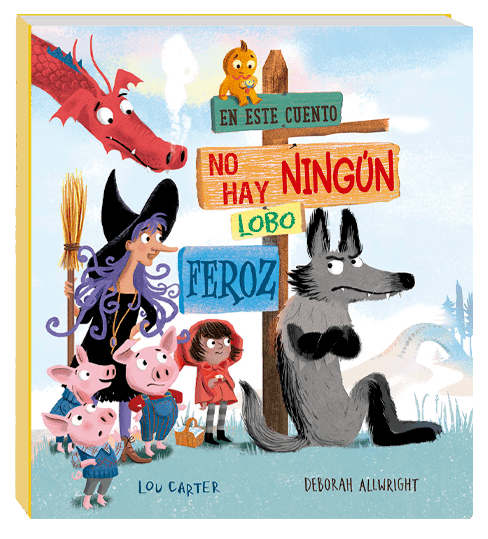 EN ESTE CUENTO
NO HAY NINGÚN
LOBO
FEROZ
LOU CARTER
DEBORAH ALLWRIGHT